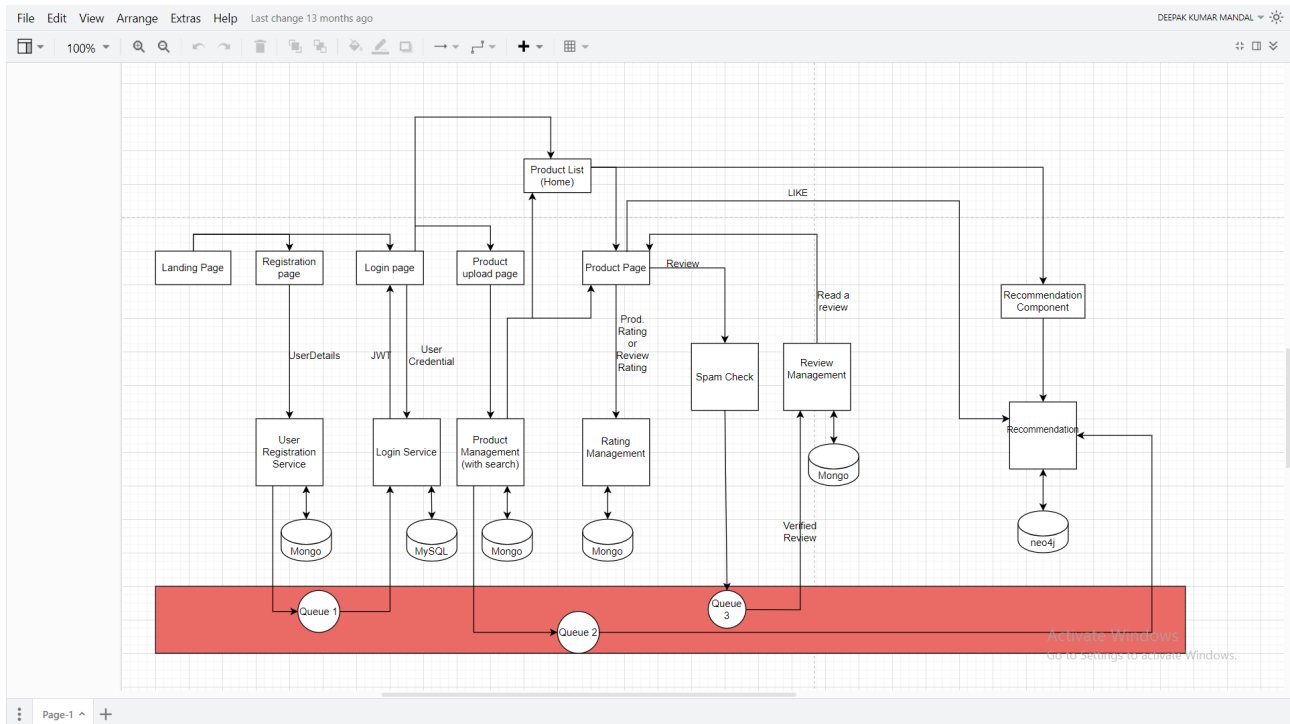 File Edit View Arrange Extras Help Last change 13 months ago
DEEPAK KUMAR MANDAL
100%
Product List
(Home)
LIKE
Landing Page
Registration
page
Login page
Product
upload page
Product Page
Review
Read a
review
Recommendation
Component
UserDetails
JWT
User
Credential
Prod
Rating
or
Review
Rating
Spam Check
Review
Management
User
Registration
Service
Login Service
Product
Management
(with search)
Rating
Management
Recommendation
Mongo
Mongo
MySQL
Mongo
Mongo
Verified
Review
neo4j
Queue 1
Queue 2
Queue
3
Activate Windows
Go to Settings to activate Windows.
Page-1